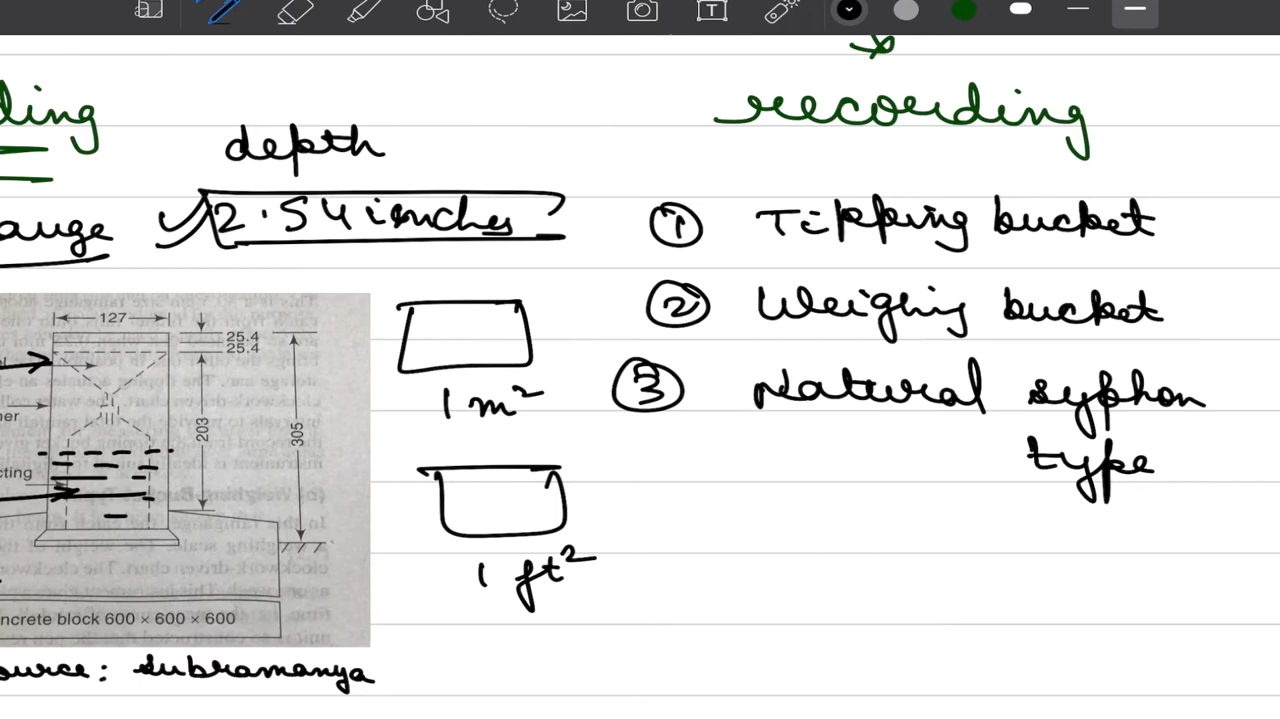 recording
ding
depth
auge 2.54 inches
① Tipping bucket
② Weighing bucket
③ Natural syphon
type
127
25.4
25.4
203
305
ner
cting
1 m²
1 ft²
ncrete block 600 × 600 × 600
ource: subramanya